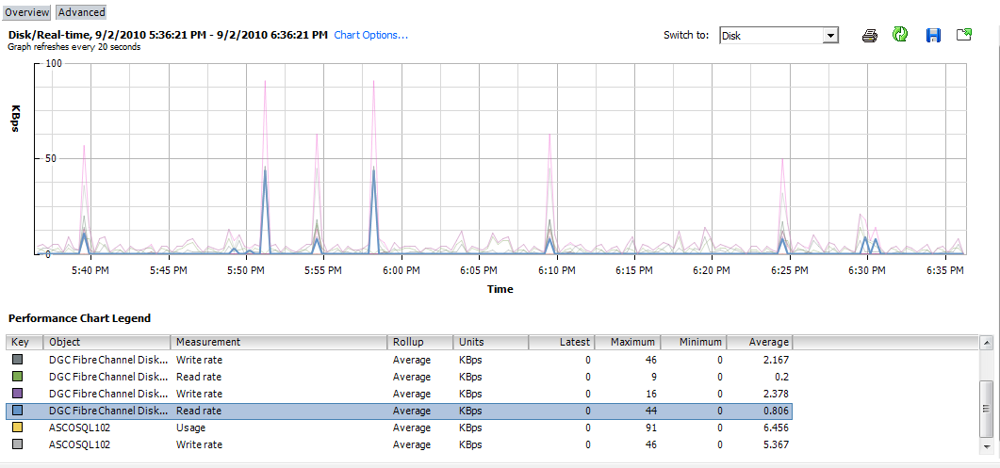 Overview Advanced
Disk/Real-time, 9/2/2010 5:36:21 PM - 9/2/2010 6:36:21 PM Chart Options... Switch to: Disk
Graph refreshes every 20 seconds
100
KBps
50
0
5:40 PM 5:45 PM 5:50 PM 5:55 PM 6:00 PM 6:05 PM 6:10 PM 6:15 PM 6:20 PM 6:25 PM 6:30 PM 6:35 PM
Time
Performance Chart Legend
Key Object Measurement Rollup Units Latest Maximum Minimum Average
DGC Fibre Channel Disk... Write rate Average KBps 0 46 0 2.167
DGC Fibre Channel Disk... Read rate Average KBps 0 9 0 0.2
DGC Fibre Channel Disk... Write rate Average KBps 0 16 0 2.378
DGC Fibre Channel Disk... Read rate Average KBps 0 44 0 0.806
ASCOSQL102 Usage Average KBps 0 91 0 6.456
ASCOSQL102 Write rate Average KBps 0 46 0 5.367